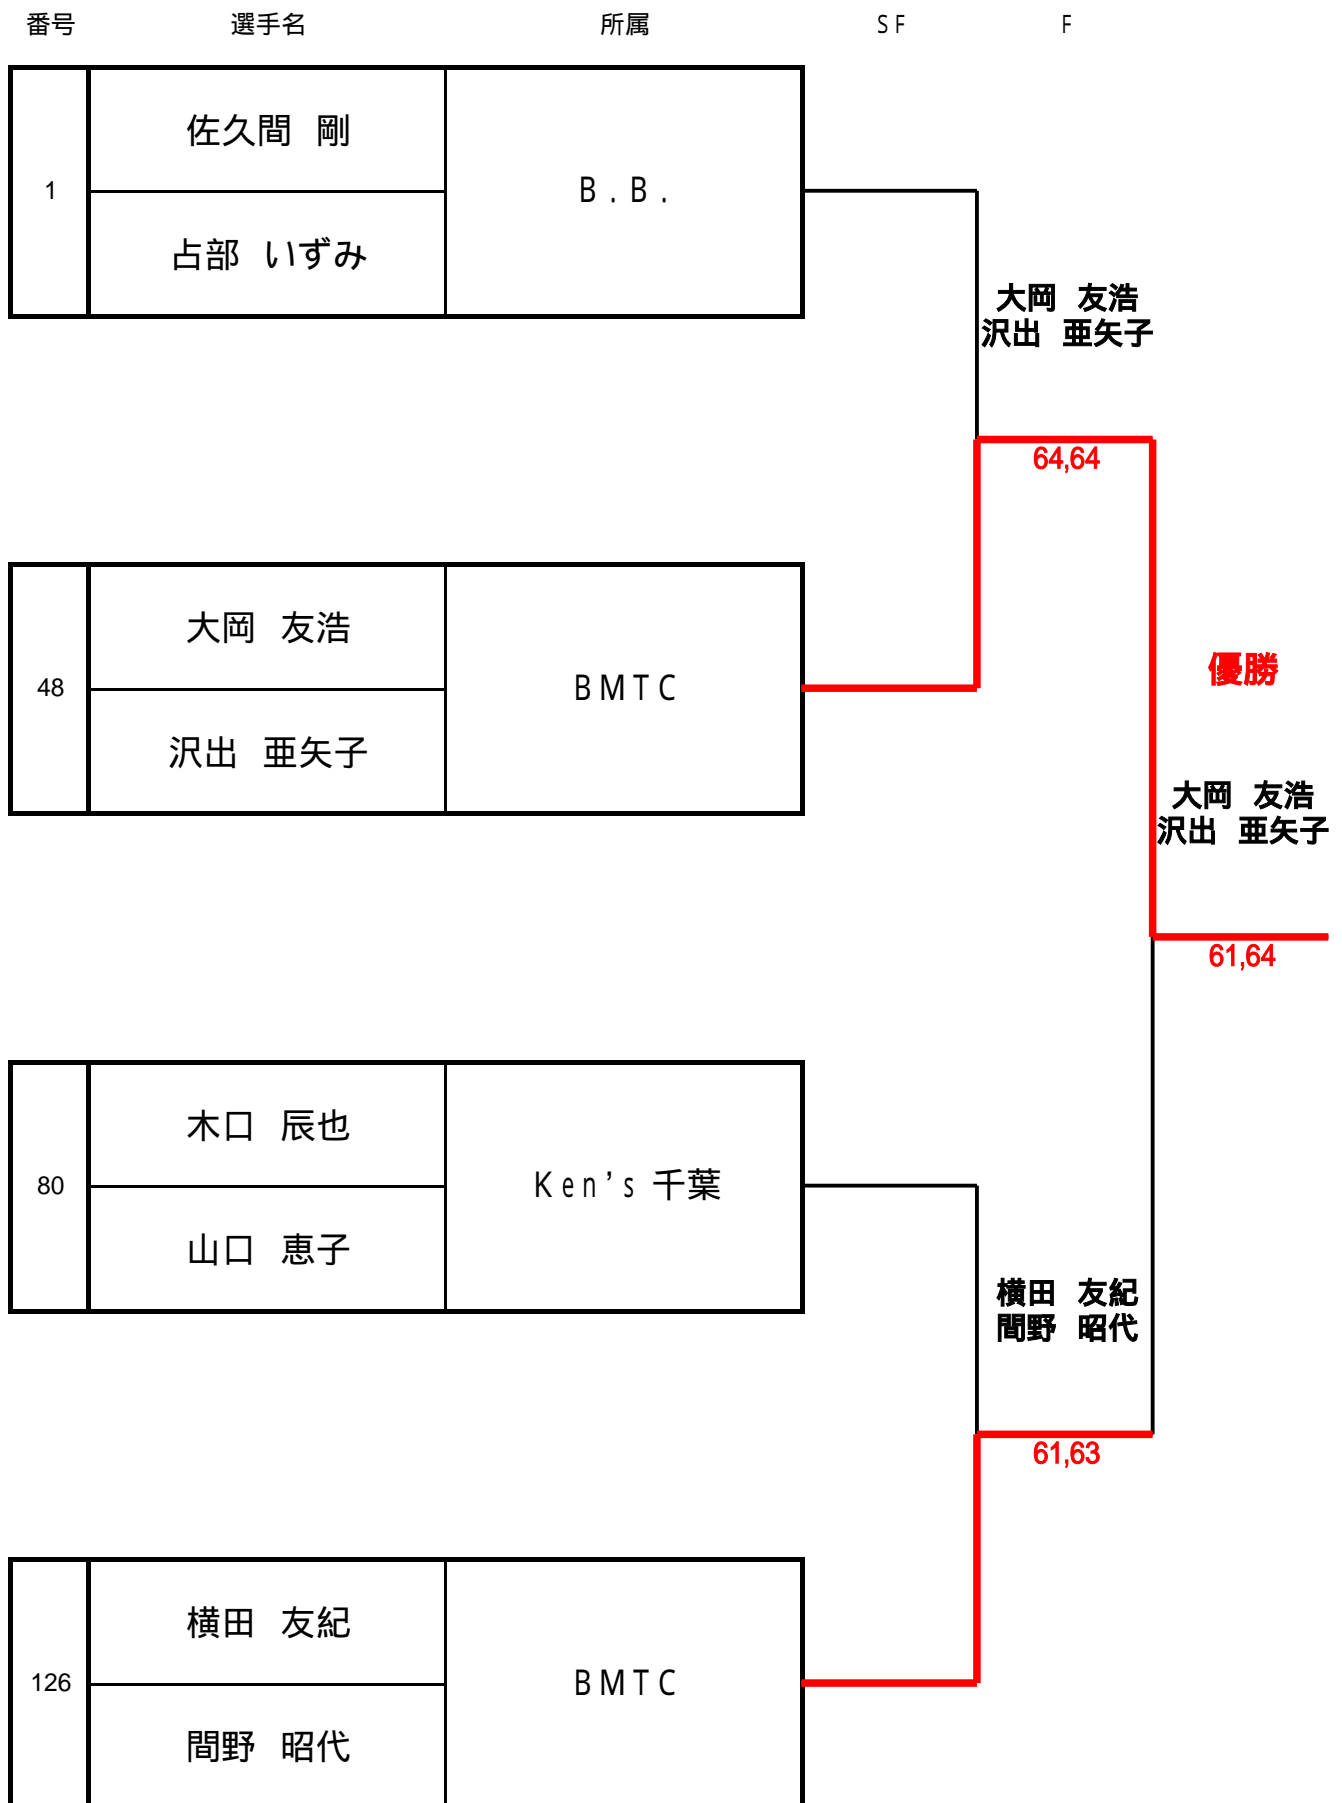 番号 選手名 所属 SF F
佐久間 剛
1 B.B.
占部 いずみ
大岡 友浩
沢出 亜矢子
64,64
大岡 友浩
48 BMTC
沢出 亜矢子
優勝
大岡 友浩
沢出 亜矢子
61,64
木口 辰也
80 Ken's 千葉
山口 恵子
横田 友紀
間野 昭代
61,63
横田 友紀
126 BMTC
間野 昭代